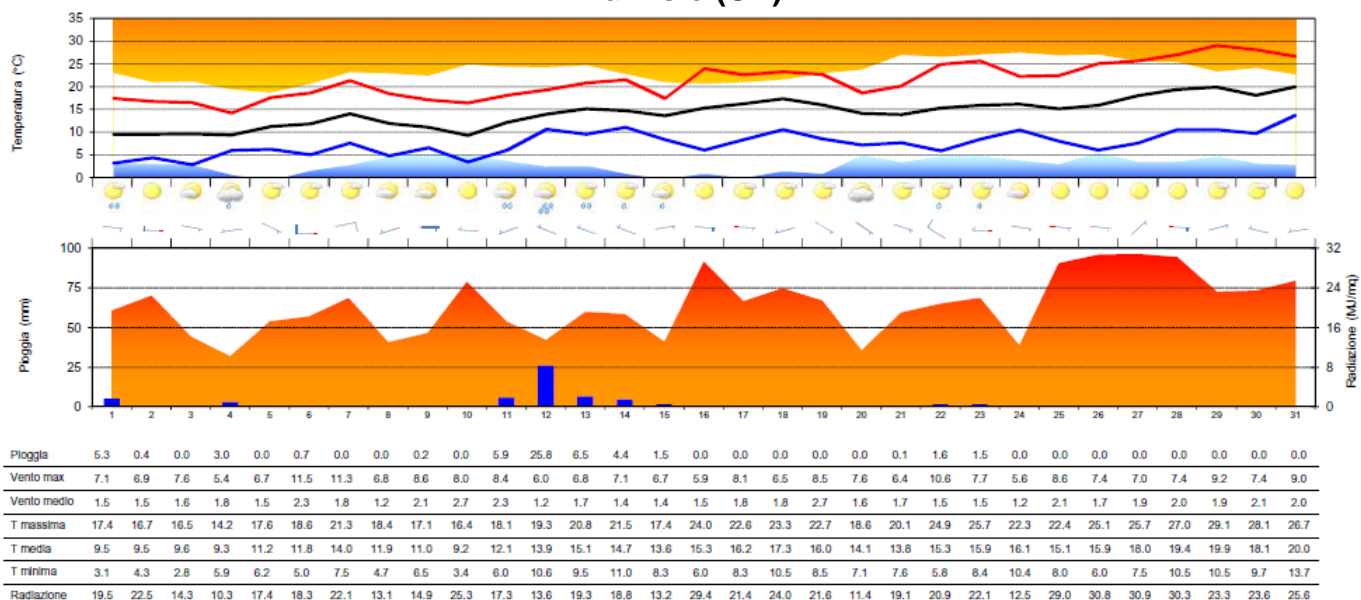 35
30
25
20
15
10
5
0
Temperatura (°C)
100
75
50
25
0
Pioggia (mm)
32
24
16
8
0
Radiazione (MJ/mq)
1 2 3 4 5 6 7 8 9 10 11 12 13 14 15 16 17 18 19 20 21 22 23 24 25 26 27 28 29 30 31
Pioggia 5.3 0.4 0.0 3.0 0.0 0.7 0.0 0.0 0.2 0.0 5.9 25.8 6.5 4.4 1.5 0.0 0.0 0.0 0.0 0.0 0.1 1.6 1.5 0.0 0.0 0.0 0.0 0.0 0.0 0.0 0.0
Vento max 7.1 6.9 7.6 5.4 6.7 11.5 11.3 6.8 8.6 8.0 8.4 6.0 6.8 7.1 6.7 5.9 8.1 6.5 8.5 7.6 6.4 10.6 7.7 5.6 8.6 7.4 7.0 7.4 9.2 7.4 9.0
Vento medio 1.5 1.5 1.6 1.8 1.5 2.3 1.8 1.2 2.1 2.7 2.3 1.2 1.7 1.4 1.4 1.5 1.8 1.8 2.7 1.6 1.7 1.5 1.5 1.2 2.1 1.7 1.9 2.0 1.9 2.1 2.0
T massima 17.4 16.7 16.5 14.2 17.6 18.6 21.3 18.4 17.1 16.4 18.1 19.3 20.8 21.5 17.4 24.0 22.6 23.3 22.7 18.6 20.1 24.9 25.7 22.3 22.4 25.1 25.7 27.0 29.1 28.1 26.7
T media 9.5 9.5 9.6 9.3 11.2 11.8 14.0 11.9 11.0 9.2 12.1 13.9 15.1 14.7 13.6 15.3 16.2 17.3 16.0 14.1 13.8 15.3 15.9 16.1 15.1 15.9 18.0 19.4 19.9 18.1 20.0
T minima 3.1 4.3 2.8 5.9 6.2 5.0 7.5 4.7 6.5 3.4 6.0 10.6 9.5 11.0 8.3 6.0 8.3 10.5 8.5 7.1 7.6 5.8 8.4 10.4 8.0 6.0 7.5 10.5 10.5 9.7 13.7
Radiazione 19.5 22.5 14.3 10.3 17.4 18.3 22.1 13.1 14.9 25.3 17.3 13.6 19.3 18.8 13.2 29.4 21.4 24.0 21.6 11.4 19.1 20.9 22.1 12.5 29.0 30.8 30.9 30.3 23.3 23.6 25.6